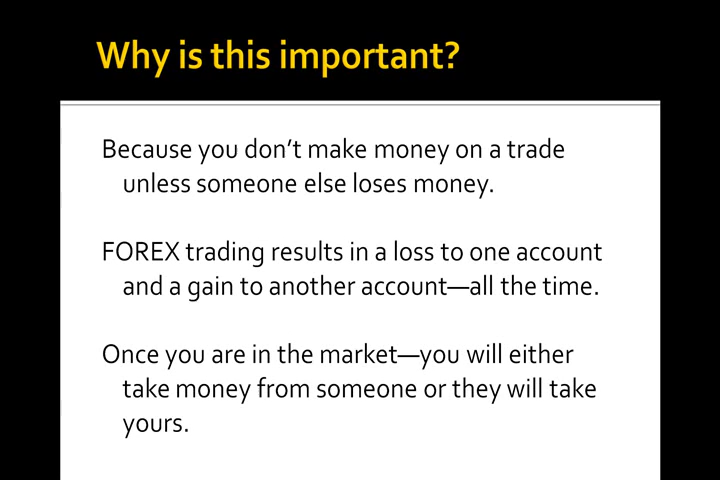 Why is this important?
Because you don’t make money on a trade
unless someone else loses money.
FOREX trading results in a loss to one account
and a gain to another account—all the time.
Once you are in the market—you will either
take money from someone or they will take
yours.